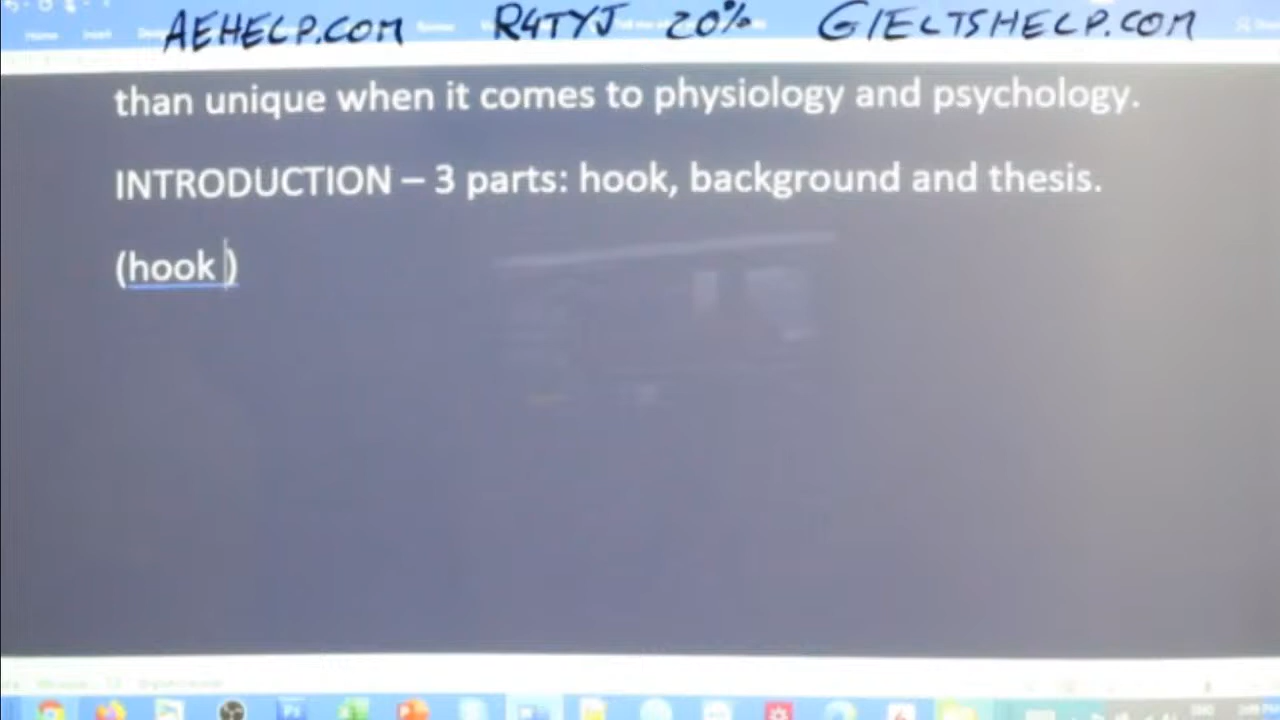 AEHELP.COM R4TYJ 20% GIELTSHELP.COM
than unique when it comes to physiology and psychology.
INTRODUCTION – 3 parts: hook, background and thesis.
(hook )